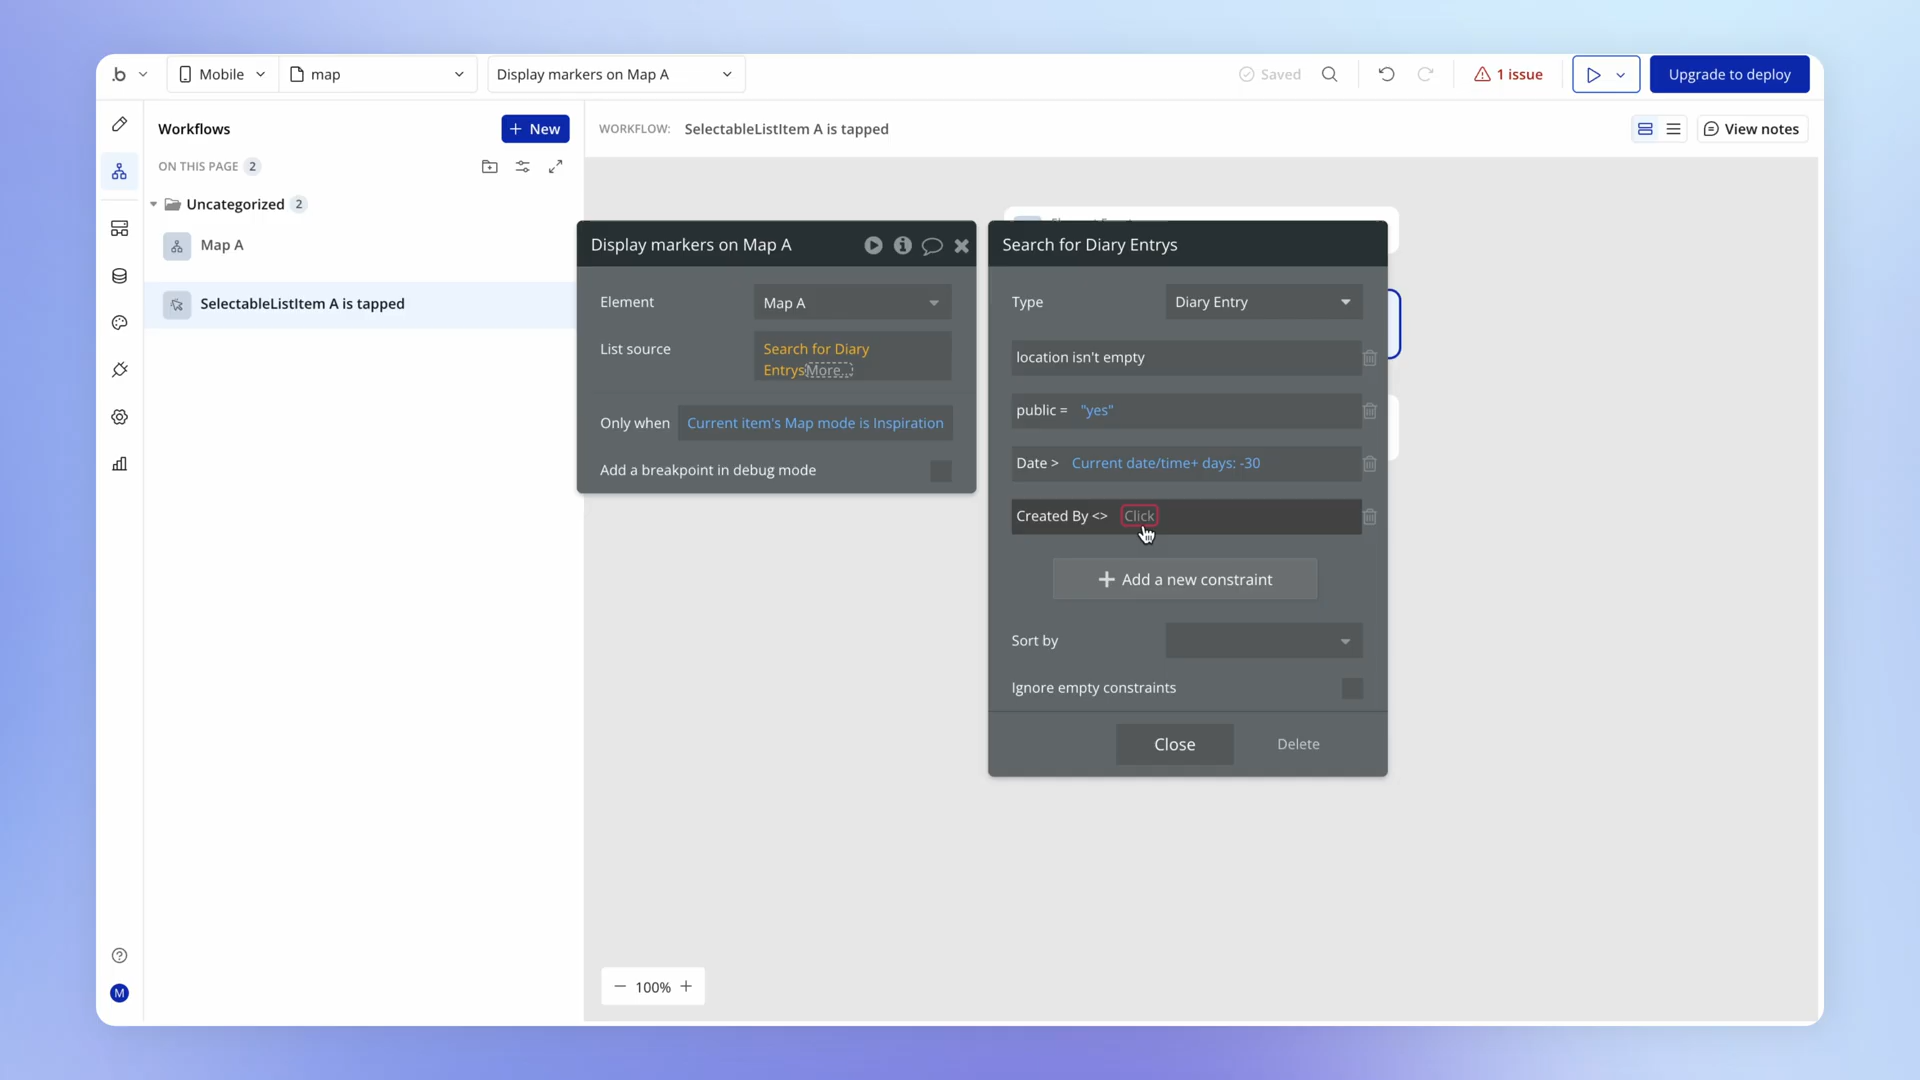 .b
Mobile
map
Display markers on Map A
Saved
1 issue
Upgrade to deploy
Workflows
+ New
WORKFLOW: SelectableListItem A is tapped
View notes
ON THIS PAGE 2
Uncategorized 2
Map A
SelectableListItem A is tapped
Display markers on Map A
Element
Map A
List source
Search for Diary
EntrysMore...
Only when
Current item's Map mode is Inspiration
Add a breakpoint in debug mode
Search for Diary Entrys
Type
Diary Entry
location isn't empty
public = "yes"
Date > Current date/time+ days: -30
Created By <> Click
+ Add a new constraint
Sort by
Ignore empty constraints
Close
Delete
M
− 100% +